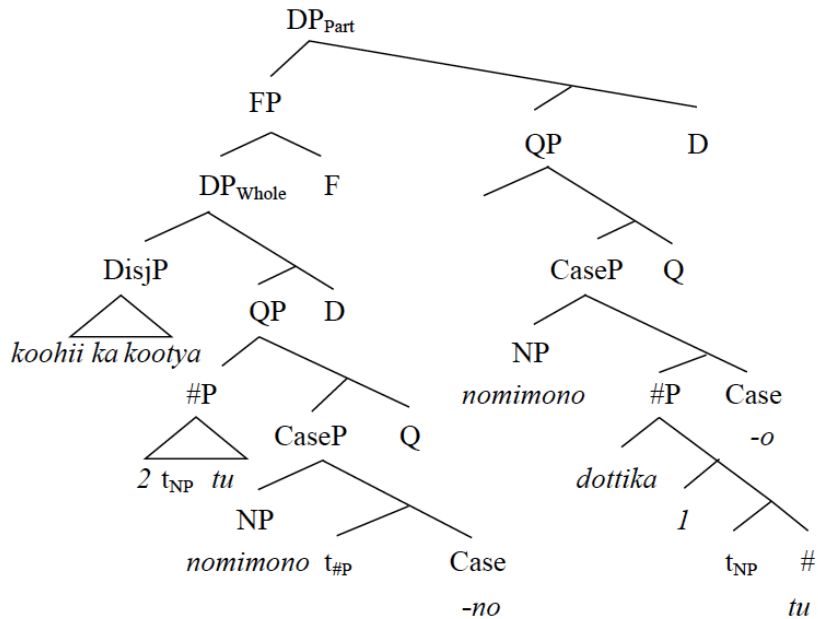 DPPart
FP
QP D
DPWhole F
DisjP CaseP Q
koohii ka kootya QP D NP
nomimono #P Case
-o
#P CaseP Q
2 tNP tu dottika
NP 1
nomimono t#P Case tNP #
-no tu